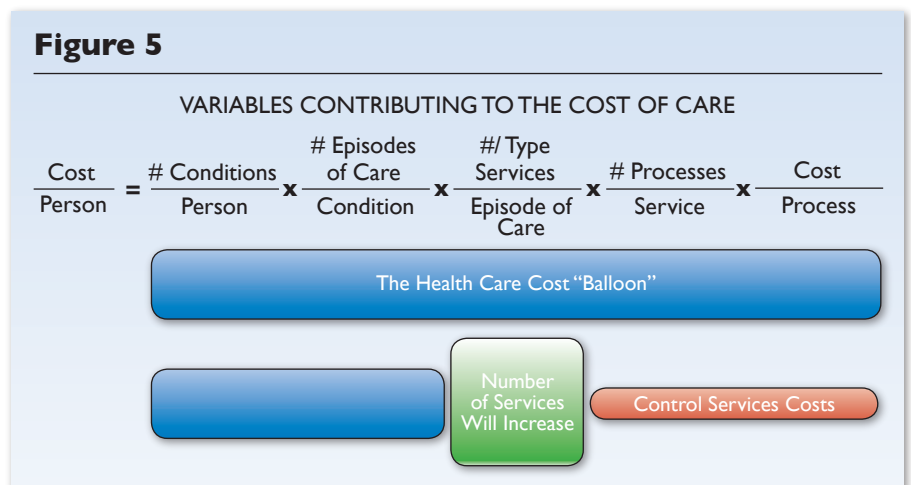 Figure 5
VARIABLES CONTRIBUTING TO THE COST OF CARE
Cost
Person
=
# Conditions
Person
x
# Episodes
of Care
Condition
x
#/ Type
Services
Episode of
Care
x
# Processes
Service
x
Cost
Process
The Health Care Cost “Balloon”
Number
of Services
Will Increase
Control Services Costs